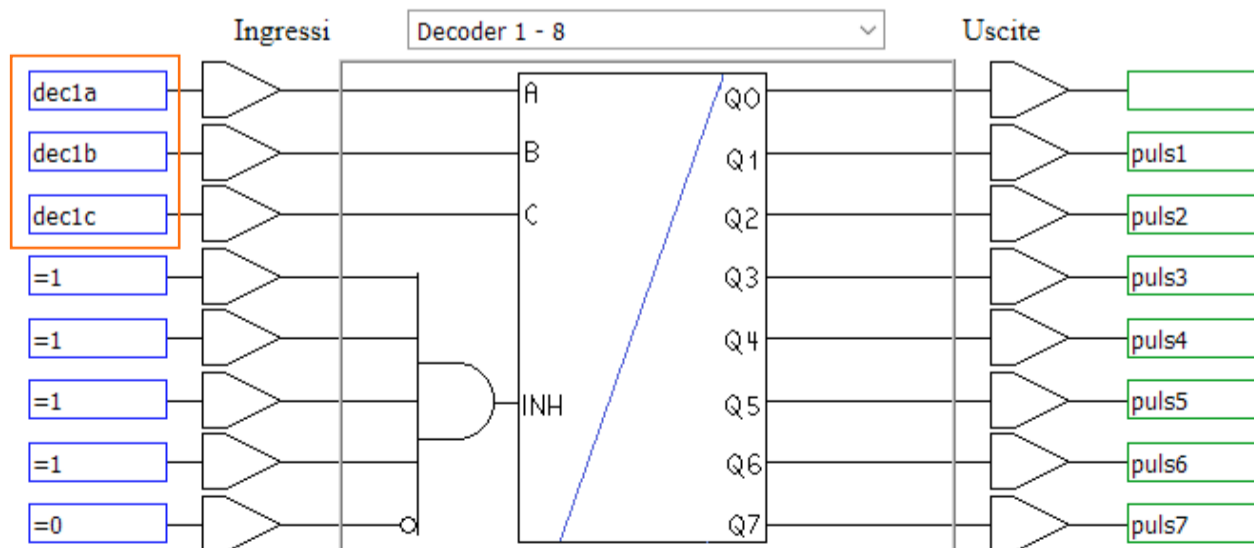 Ingressi Decoder 1 - 8 Uscite
dec1a A Q0
dec1b B Q1 puls1
dec1c C Q2 puls2
=1 Q3 puls3
=1 Q4 puls4
=1 INH Q5 puls5
=1 Q6 puls6
=0 Q7 puls7